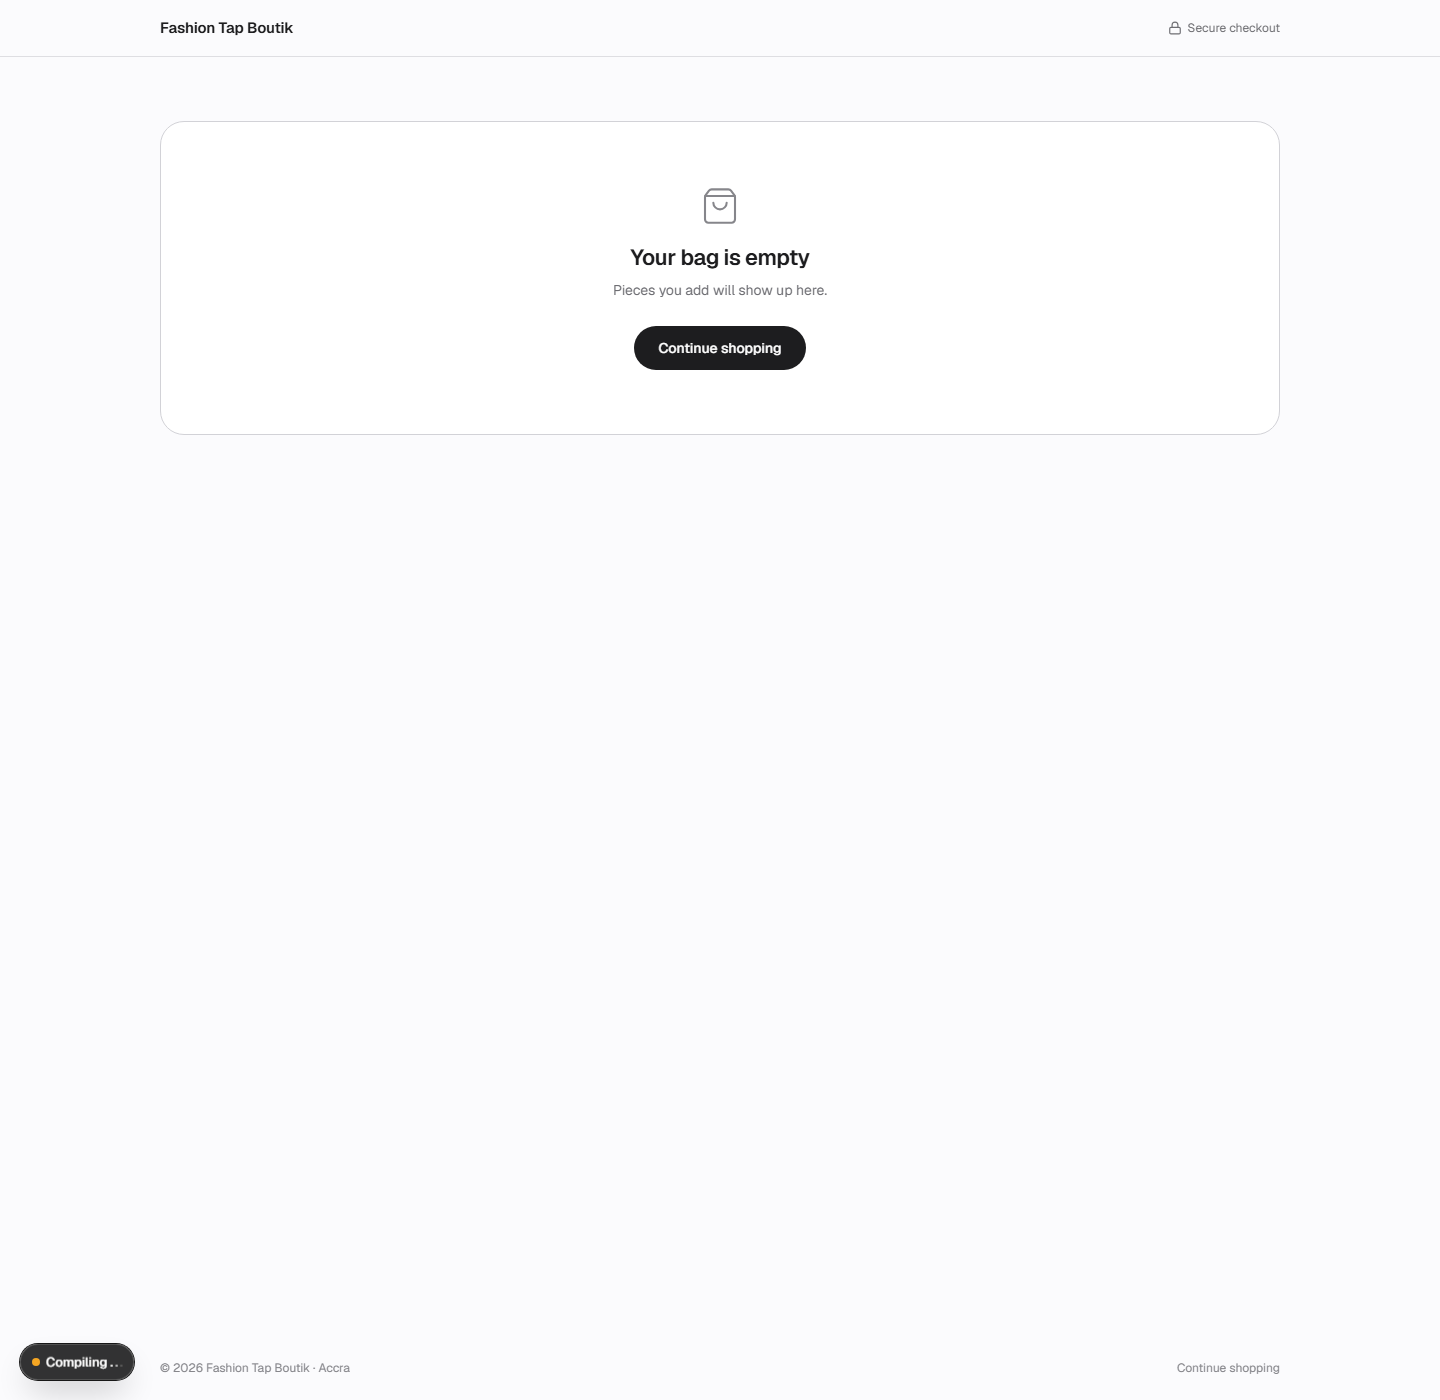 Fashion Tap Boutik
Secure checkout
Your bag is empty
Pieces you add will show up here.
Continue shopping
Compiling ...
© 2026 Fashion Tap Boutik · Accra
Continue shopping